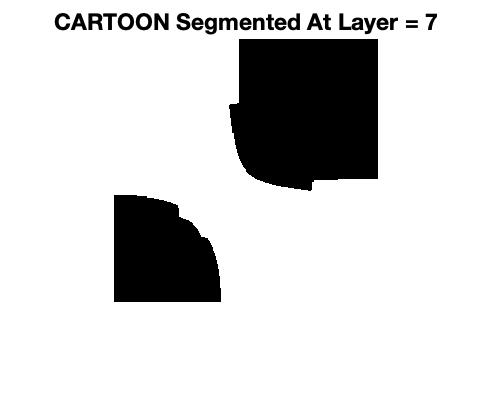 CARTOON Segmented At Layer = 7